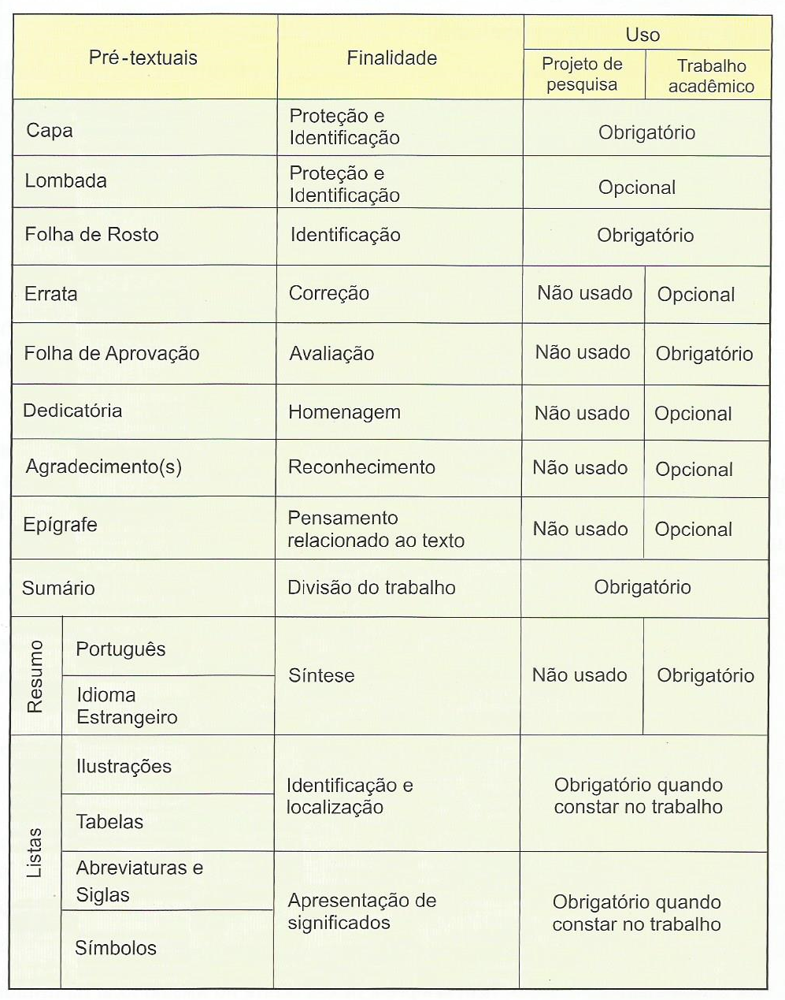 Pré-textuais
Finalidade
Uso
Projeto de
pesquisa
Trabalho
acadêmico
Capa
Proteção e
Identificação
Obrigatório
Lombada
Proteção e
Identificação
Opcional
Folha de Rosto
Identificação
Obrigatório
Errata
Correção
Não usado
Opcional
Folha de Aprovação
Avaliação
Não usado
Obrigatório
Dedicatória
Homenagem
Não usado
Opcional
Agradecimento(s)
Reconhecimento
Não usado
Opcional
Epígrafe
Pensamento
relacionado ao texto
Não usado
Opcional
Sumário
Divisão do trabalho
Obrigatório
Resumo
Português
Idioma
Estrangeiro
Síntese
Não usado
Obrigatório
Listas
Ilustrações
Tabelas
Identificação e
localização
Obrigatório quando
constar no trabalho
Abreviaturas e
Siglas
Símbolos
Apresentação de
significados
Obrigatório quando
constar no trabalho